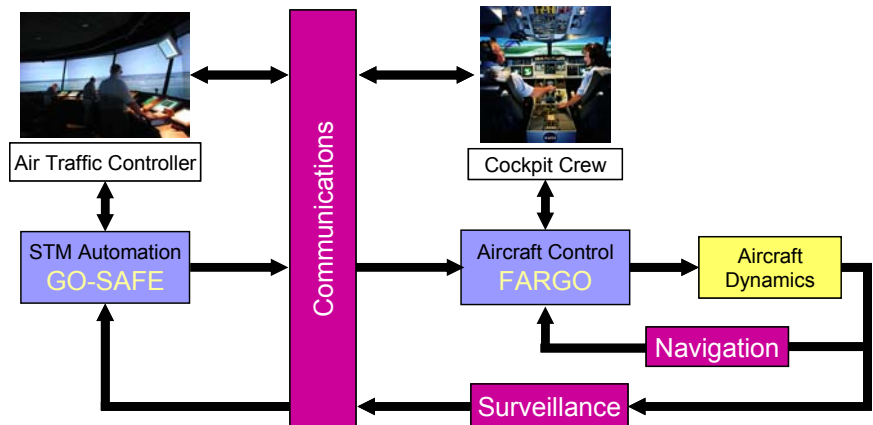 Air Traffic Controller
Communications
Cockpit Crew
STM Automation
GO-SAFE
Aircraft Control
FARGO
Aircraft
Dynamics
Navigation
Surveillance